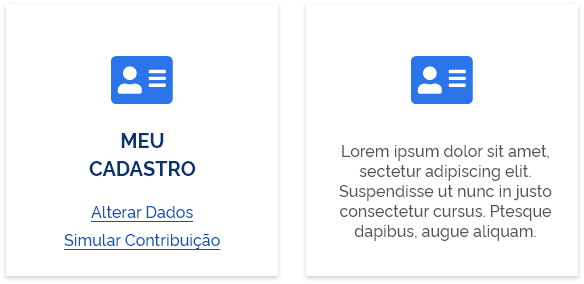 MEU
CADASTRO
Alterar Dados
Simular Contribuição
Lorem ipsum dolor sit amet,
sectetur adipiscing elit.
Suspendisse ut nunc in justo
consectetur cursus. Ptesque
dapibus, augue aliquam.